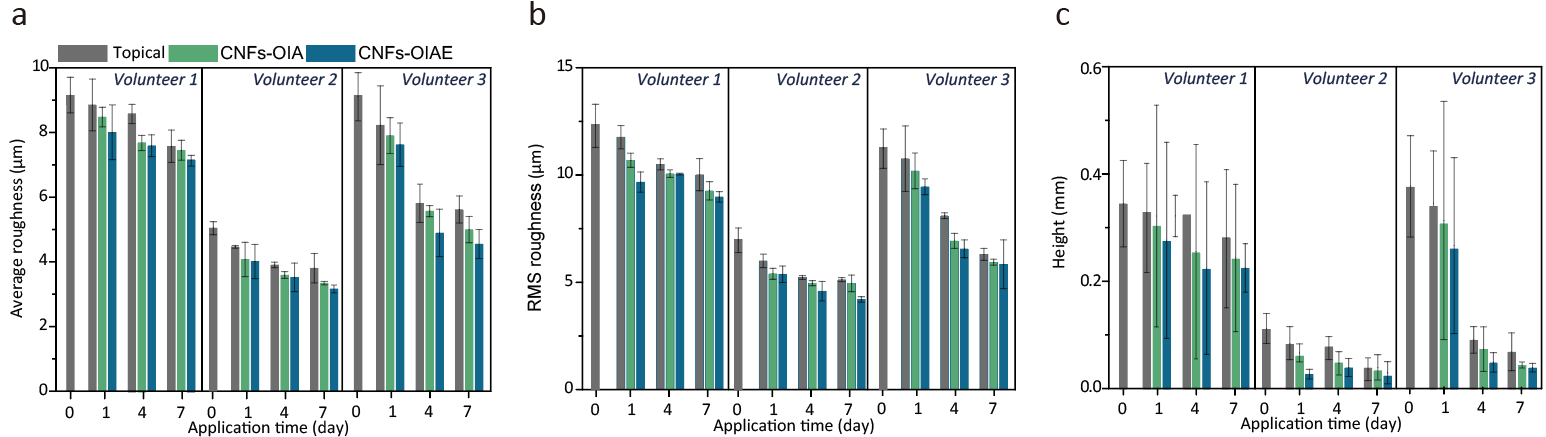 a
Topical CNFs-OIA CNFs-OIAE
Average roughness (μm)
10
8
6
4
2
0
Volunteer 1 Volunteer 2 Volunteer 3
0 1 4 7 0 1 4 7 0 1 4 7
Application time (day)
b
RMS roughness (μm)
15
10
5
0
Volunteer 1 Volunteer 2 Volunteer 3
0 1 4 7 0 1 4 7 0 1 4 7
Application time (day)
c
Height (mm)
0.6
0.4
0.2
0.0
Volunteer 1 Volunteer 2 Volunteer 3
0 1 4 7 0 1 4 7 0 1 4 7
Application time (day)